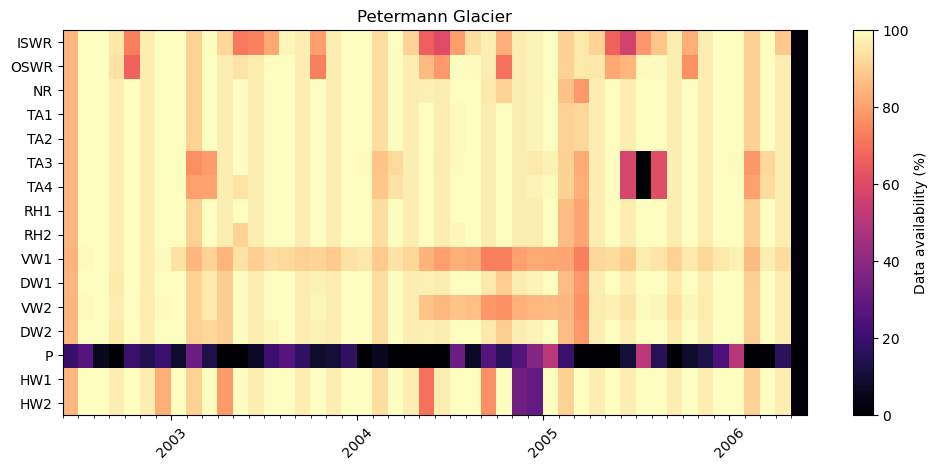 Petermann Glacier
ISWR
OSWR
NR
TA1
TA2
TA3
TA4
RH1
RH2
VW1
DW1
VW2
DW2
P
HW1
HW2
2003
2004
2005
2006
100
80
60
40
20
0
Data availability (%)